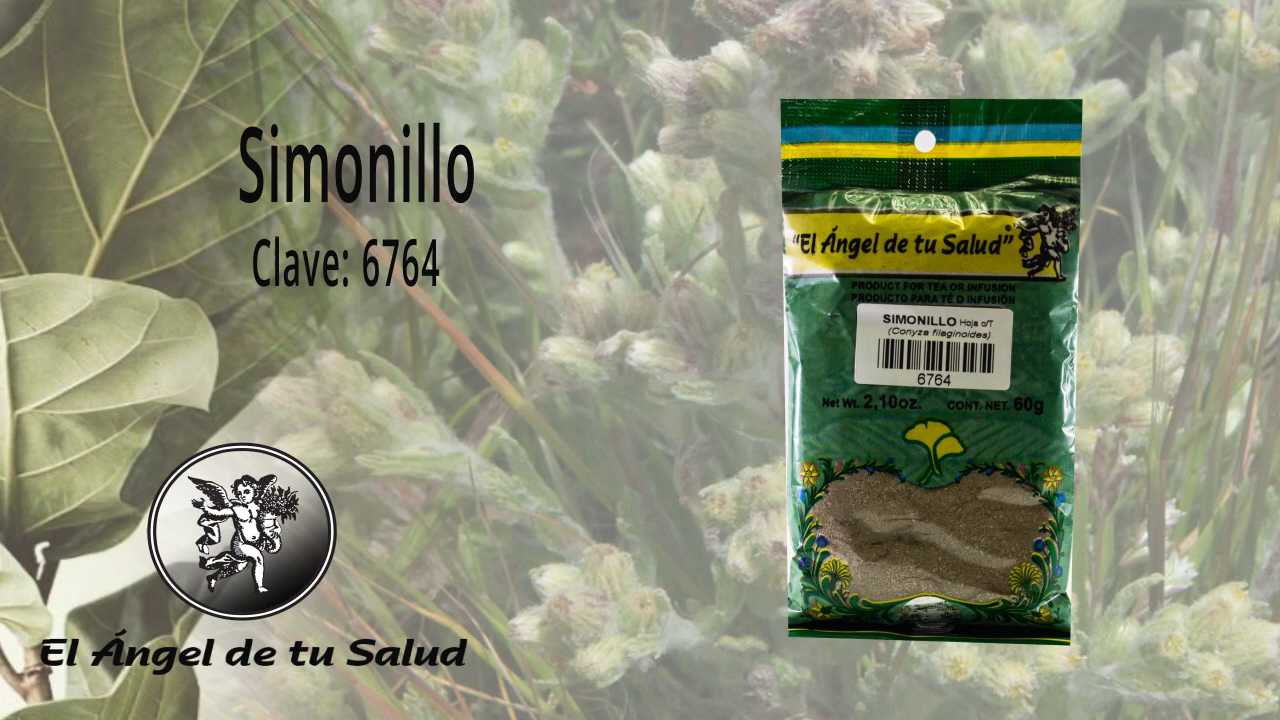 Simonillo
Clave: 6764
El Ángel de tu Salud
"El Ángel de tu Salud"®
PRODUCT FOR TEA OR INFUSION
PRODUCTO PARA TÉ O INFUSIÓN
SIMONILLO Hoja c/T
(Conyza filaginoides)
6764
Net Wt. 2,10oz. CONT. NET. 60g